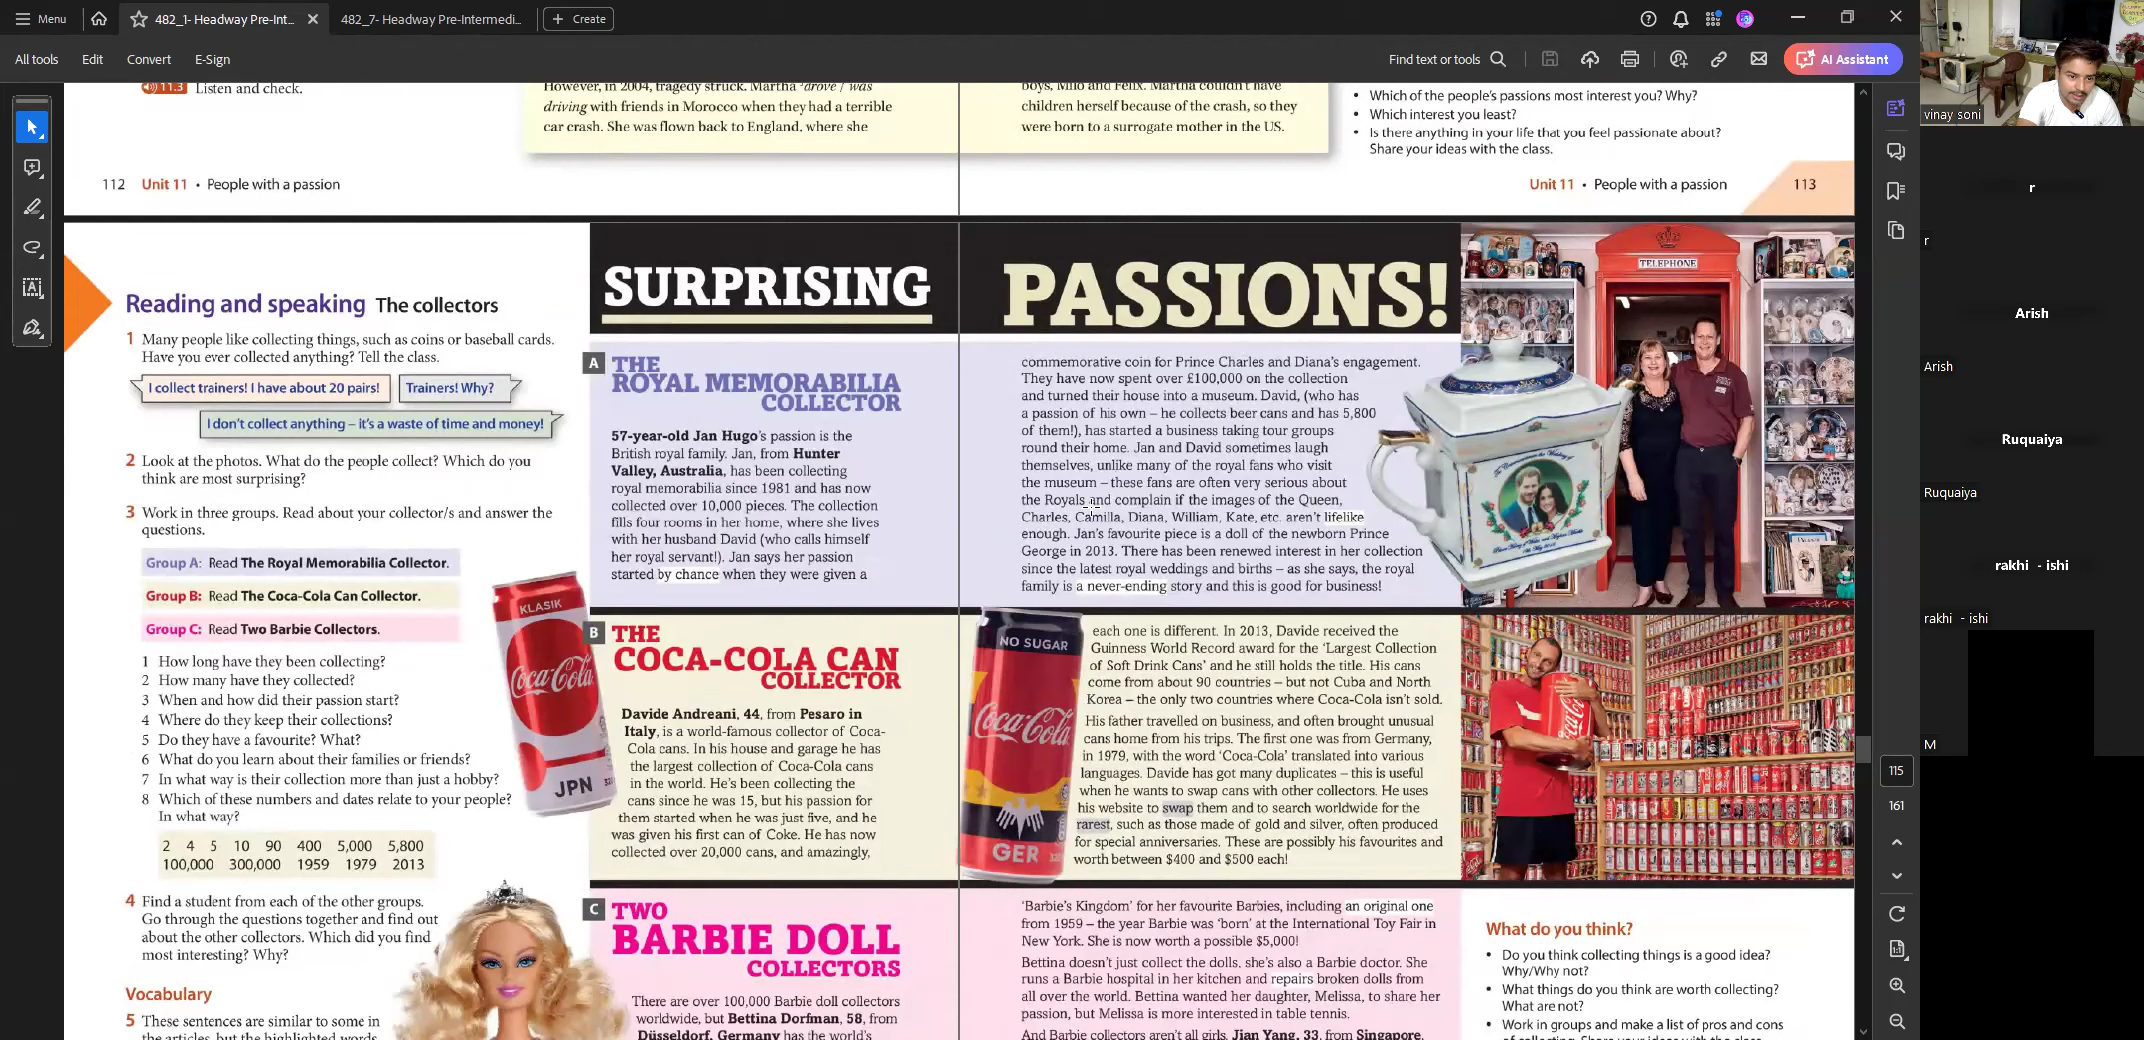 Menu
482_1- Headway Pre-Int...
482_7- Headway Pre-Intermedi...
Create
All tools
Edit
Convert
E-Sign
Find text or tools
AI Assistant
11.3 Listen and check.
However, in 2004, tragedy struck. Martha ³drove / was
driving with friends in Morocco when they had a terrible
car crash. She was flown back to England, where she
boys, Milo and Felix. Martha couldn't have
children herself because of the crash, so they
were born to a surrogate mother in the US.
• Which of the people's passions most interest you? Why?
• Which interest you least?
• Is there anything in your life that you feel passionate about?
Share your ideas with the class.
112 Unit 11 • People with a passion
Unit 11 • People with a passion 113
Reading and speaking The collectors
1 Many people like collecting things, such as coins or baseball cards.
Have you ever collected anything? Tell the class.
I collect trainers! I have about 20 pairs!
Trainers! Why?
I don't collect anything – it's a waste of time and money!
2 Look at the photos. What do the people collect? Which do you
think are most surprising?
3 Work in three groups. Read about your collector/s and answer the
questions.
Group A: Read The Royal Memorabilia Collector.
Group B: Read The Coca-Cola Can Collector.
Group C: Read Two Barbie Collectors.
1 How long have they been collecting?
2 How many have they collected?
3 When and how did their passion start?
4 Where do they keep their collections?
5 Do they have a favourite? What?
6 What do you learn about their families or friends?
7 In what way is their collection more than just a hobby?
8 Which of these numbers and dates relate to your people?
In what way?
2 4 5 10 90 400 5,000 5,800
100,000 300,000 1959 1979 2013
4 Find a student from each of the other groups.
Go through the questions together and find out
about the other collectors. Which did you find
most interesting? Why?
Vocabulary
5 These sentences are similar to some in
the articles, but the highlighted words
SURPRISING PASSIONS!
A THE
ROYAL MEMORABILIA
COLLECTOR
57-year-old Jan Hugo's passion is the
British royal family. Jan, from Hunter
Valley, Australia, has been collecting
royal memorabilia since 1981 and has now
collected over 10,000 pieces. The collection
fills four rooms in her home, where she lives
with her husband David (who calls himself
her royal servant!). Jan says her passion
started by chance when they were given a
commemorative coin for Prince Charles and Diana's engagement.
They have now spent over £100,000 on the collection
and turned their house into a museum. David, (who has
a passion of his own – he collects beer cans and has 5,800
of them!), has started a business taking tour groups
round their home. Jan and David sometimes laugh
themselves, unlike many of the royal fans who visit
the museum – these fans are often very serious about
the Royals and complain if the images of the Queen,
Charles, Camilla, Diana, William, Kate, etc. aren't lifelike
enough. Jan's favourite piece is a doll of the newborn Prince
George in 2013. There has been renewed interest in her collection
since the latest royal weddings and births – as she says, the royal
family is a never-ending story and this is good for business!
TELEPHONE
B THE
COCA-COLA CAN
COLLECTOR
KLASIK
Coca-Cola
JPN
Davide Andreani, 44, from Pesaro in
Italy, is a world-famous collector of Coca-
Cola cans. In his house and garage he has
the largest collection of Coca-Cola cans
in the world. He's been collecting the
cans since he was 15, but his passion for
them started when he was just five, and he
was given his first can of Coke. He has now
collected over 20,000 cans, and amazingly,
NO SUGAR
Coca-Cola
GER
each one is different. In 2013, Davide received the
Guinness World Record award for the 'Largest Collection
of Soft Drink Cans' and he still holds the title. His cans
come from about 90 countries – but not Cuba and North
Korea – the only two countries where Coca-Cola isn't sold.
His father travelled on business, and often brought unusual
cans home from his trips. The first one was from Germany,
in 1979, with the word 'Coca-Cola' translated into various
languages. Davide has got many duplicates – this is useful
when he wants to swap cans with other collectors. He uses
his website to swap them and to search worldwide for the
rarest, such as those made of gold and silver, often produced
for special anniversaries. These are possibly his favourites and
worth between $400 and $500 each!
C TWO
BARBIE DOLL
COLLECTORS
There are over 100,000 Barbie doll collectors
worldwide, but Bettina Dorfman, 58, from
Düsseldorf, Germany has the world's
'Barbie's Kingdom' for her favourite Barbies, including an original one
from 1959 – the year Barbie was 'born' at the International Toy Fair in
New York. She is now worth a possible $5,000!
Bettina doesn't just collect the dolls, she's also a Barbie doctor. She
runs a Barbie hospital in her kitchen and repairs broken dolls from
all over the world. Bettina wanted her daughter, Melissa, to share her
passion, but Melissa is more interested in table tennis.
And Barbie collectors aren't all girls. Jian Yang, 33, from Singapore,
What do you think?
• Do you think collecting things is a good idea?
Why/Why not?
• What things do you think are worth collecting?
What are not?
• Work in groups and make a list of pros and cons
of collecting. Share your ideas with the class.
115
161
vinay soni
r
r
Arish
Arish
Ruquaiya
Ruquaiya
rakhi - ishi
rakhi - ishi
M